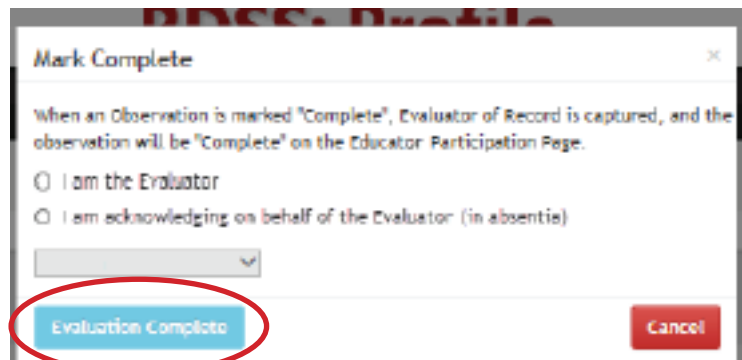 Mark Complete
×
When an Observation is marked "Complete", Evaluator of Record is captured, and the
observation will be "Complete" on the Educator Participation Page.
I am the Evaluator
I am acknowledging on behalf of the Evaluator (in absentia)
Evaluation Complete
Cancel